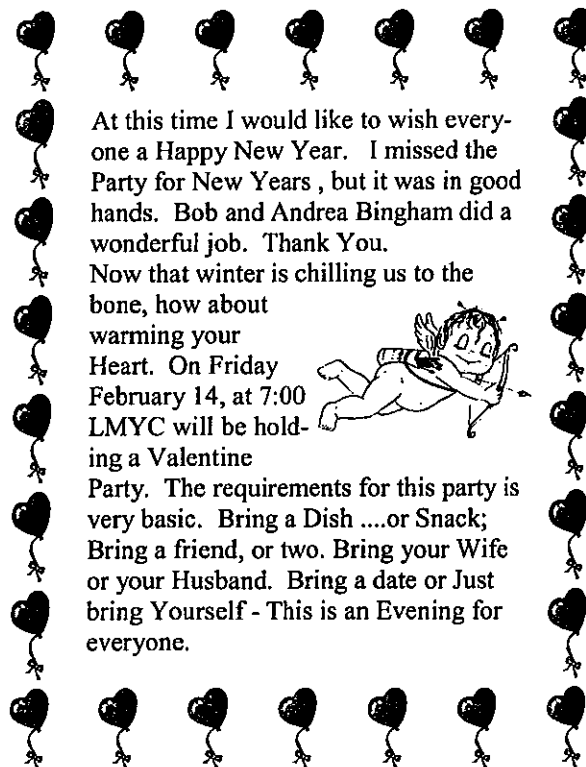 At this time I would like to wish every-
one a Happy New Year. I missed the
Party for New Years , but it was in good
hands. Bob and Andrea Bingham did a
wonderful job. Thank You.
Now that winter is chilling us to the
bone, how about
warming your
Heart. On Friday
February 14, at 7:00
LMYC will be hold-
ing a Valentine
Party. The requirements for this party is
very basic. Bring a Dish ....or Snack;
Bring a friend, or two. Bring your Wife
or your Husband. Bring a date or Just
bring Yourself - This is an Evening for
everyone.